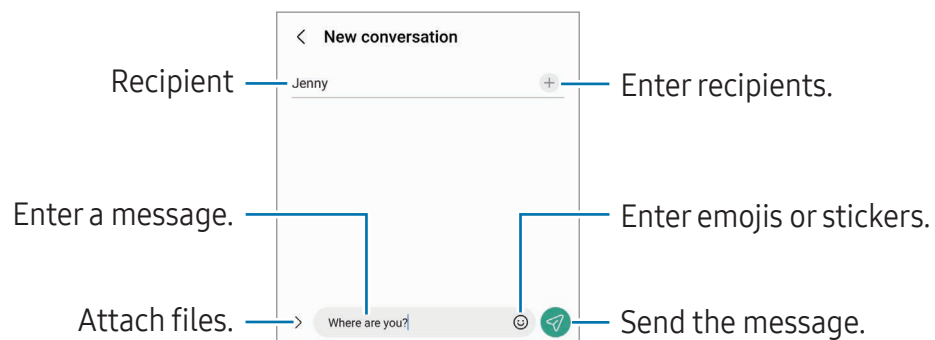 New conversation
Recipient
Jenny
Enter recipients.
Enter a message.
Enter emojis or stickers.
Attach files.
Where are you?
Send the message.